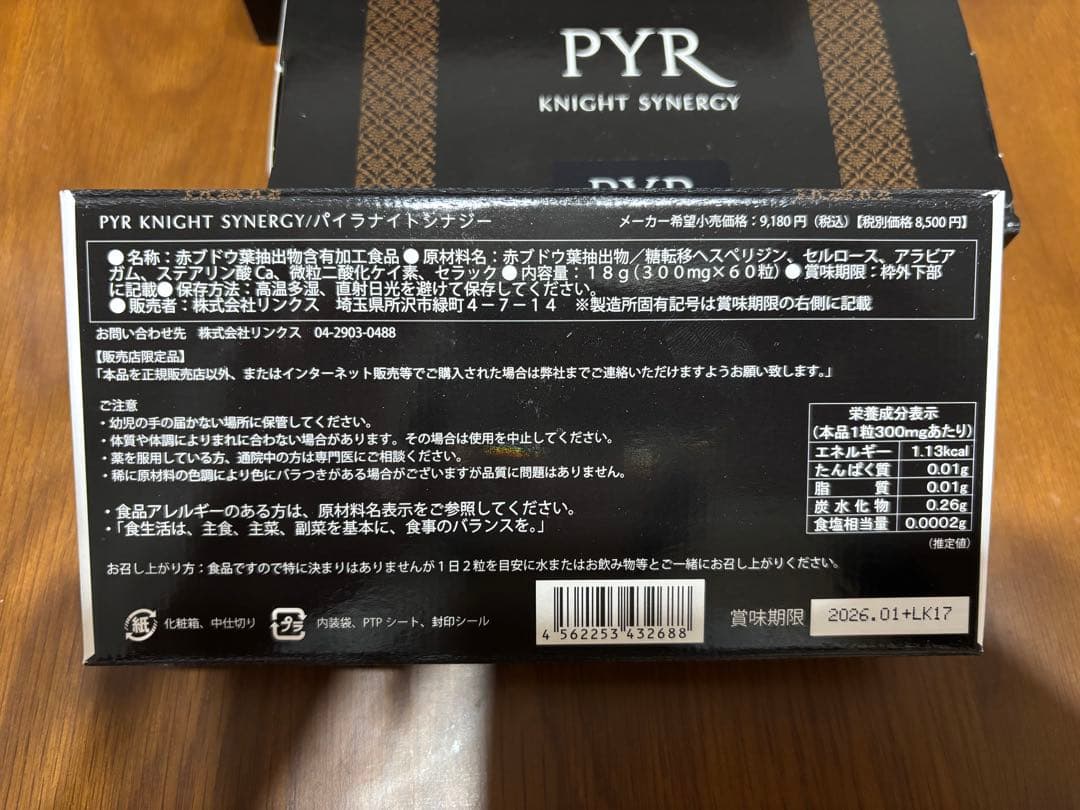 PYR
KNIGHT SYNERGY
PYR KNIGHT SYNERGY/パイラナイトシナジー
メーカー希望小売価格：9,180円（税込）【税別価格 8,500円】
●名称：赤ブドウ葉抽出物含有加工食品●原材料名：赤ブドウ葉抽出物／糖転移ヘスペリジン、セルロース、アラビア
ガム、ステアリン酸Ca、微粒二酸化ケイ素、セラック●内容量：18g（300mg×60粒）●賞味期限：枠外下部
に記載●保存方法：高温多湿、直射日光を避けて保存してください。
●販売者：株式会社リンクス　埼玉県所沢市緑町4－7－14　※製造所固有記号は賞味期限の右側に記載
お問い合わせ先　株式会社リンクス　04-2903-0488
【販売店限定品】
「本品を正規販売店以外、またはインターネット販売等でご購入された場合は弊社までご連絡いただけますようお願い致します。」
ご注意
・幼児の手の届かない場所に保管してください。
・体質や体調によりまれに合わない場合があります。その場合は使用を中止してください。
・薬を服用している方、通院中の方は専門医にご相談ください。
・稀に原材料の色調により色にバラつきがある場合がございますが品質に問題はありません。
・食品アレルギーのある方は、原材料名表示をご参照してください。
・「食生活は、主食、主菜、副菜を基本に、食事のバランスを。」
栄養成分表示
（本品1粒300mgあたり）
エネルギー 1.13kcal
たんぱく質 0.01g
脂　質 0.01g
炭水化物 0.26g
食塩相当量 0.0002g
（推定値）
お召し上がり方：食品ですので特に決まりはありませんが1日2粒を目安に水またはお飲み物等とご一緒にお召し上がりください。
紙 化粧箱、中仕切り プラ 内装袋、PTPシート、封印シール
4 562253 432688
賞味期限 2026.01+LK17